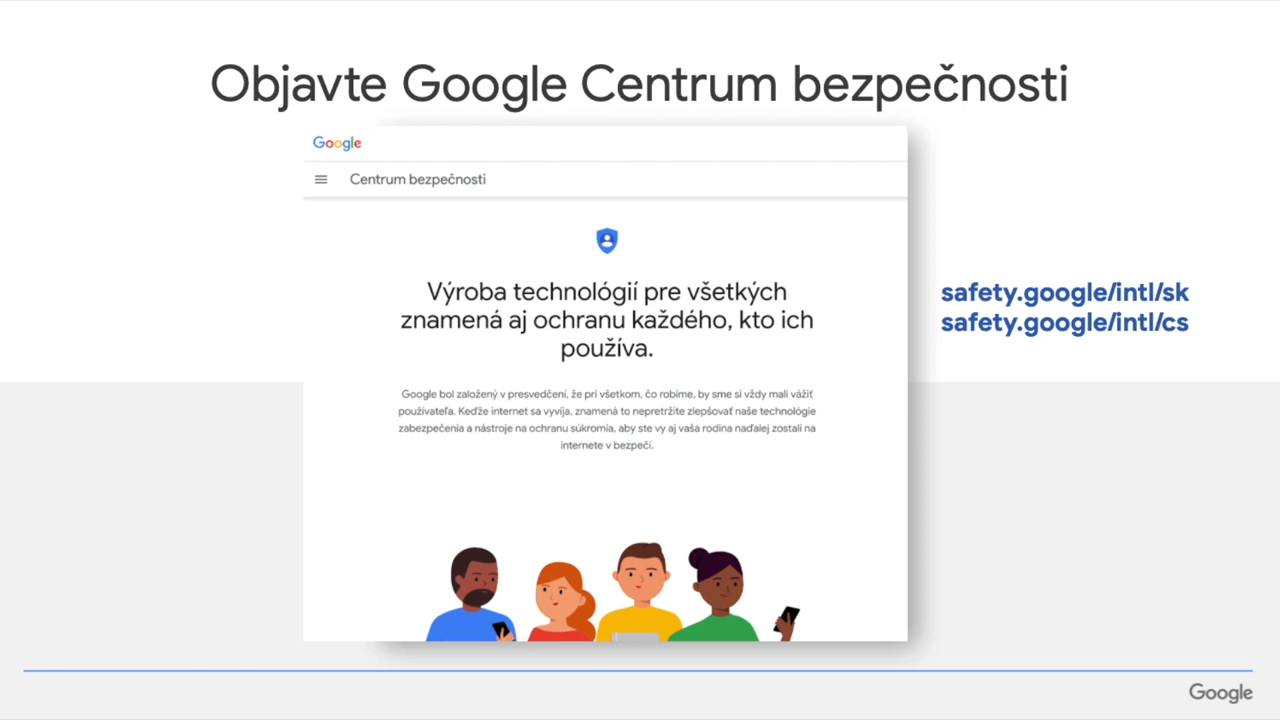 Objavte Google Centrum bezpečnosti
Google
Centrum bezpečnosti
Výroba technológií pre všetkých
znamená aj ochranu každého, kto ich
používa.
Google bol založený v presvedčení, že pri všetkom, čo robíme, by sme si vždy mali vážiť
používateľa. Keďže internet sa vyvíja, znamená to nepretržite zlepšovať naše technológie
zabezpečenia a nástroje na ochranu súkromia, aby ste vy aj vaša rodina naďalej zostali na
internete v bezpečí.
safety.google/intl/sk
safety.google/intl/cs
Google